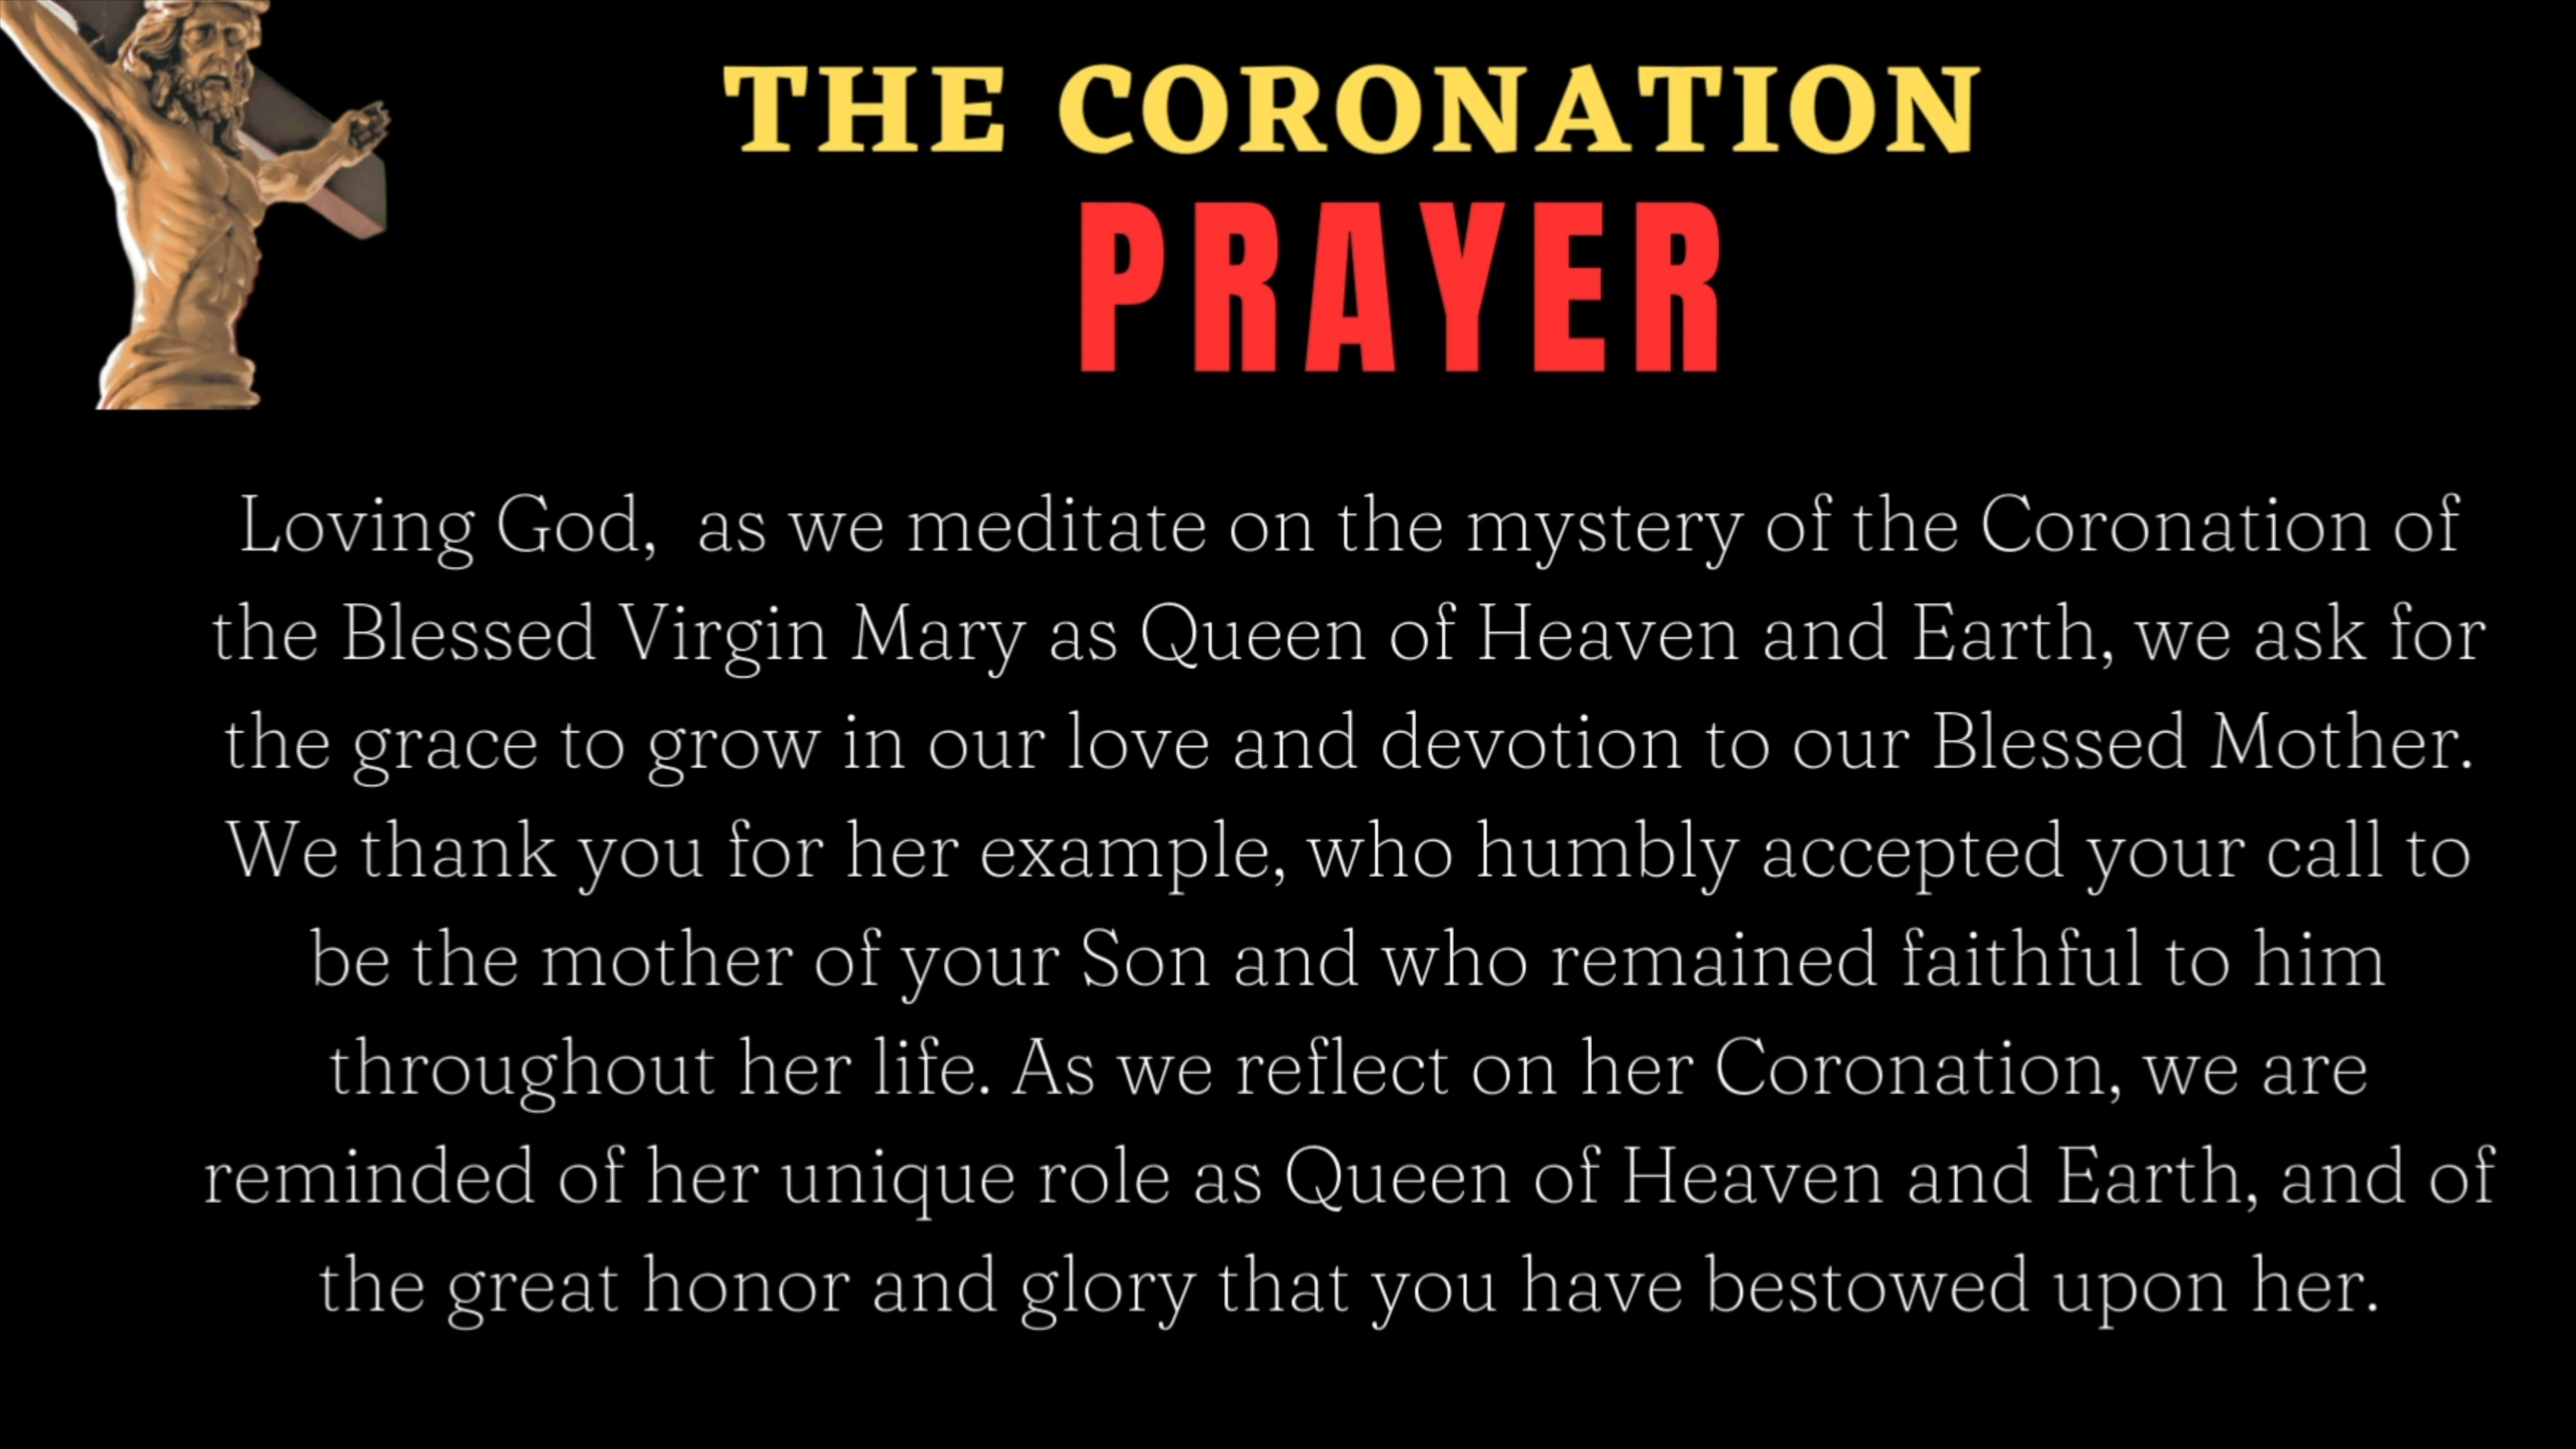 THE CORONATION
PRAYER
Loving God,  as we meditate on the mystery of the Coronation of
the Blessed Virgin Mary as Queen of Heaven and Earth, we ask for
the grace to grow in our love and devotion to our Blessed Mother.
We thank you for her example, who humbly accepted your call to
be the mother of your Son and who remained faithful to him
throughout her life. As we reflect on her Coronation, we are
reminded of her unique role as Queen of Heaven and Earth, and of
the great honor and glory that you have bestowed upon her.